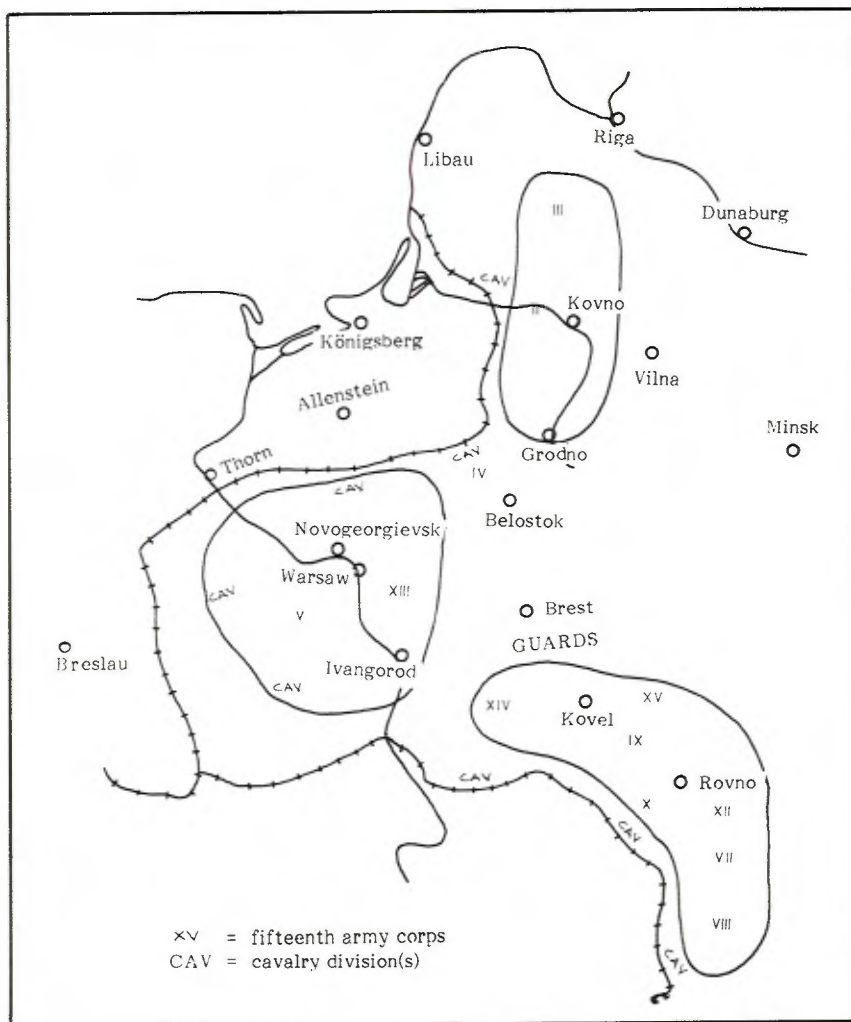 Riga
Libau
III
Dunaburg
CAV
II
Kovno
Königsberg
Vilna
Allenstein
Minsk
Grodno
Thorn
CAV
IV
CAV
Belostok
Novogeorgievsk
Warsaw
XIII
CAV
V
Brest
GUARDS
Breslau
Ivangorod
CAV
XIV
Kovel
XV
IX
CAV
Rovno
X
XII
CAV
VII
VIII
XV = fifteenth army corps
CAV = cavalry division(s)
CAV